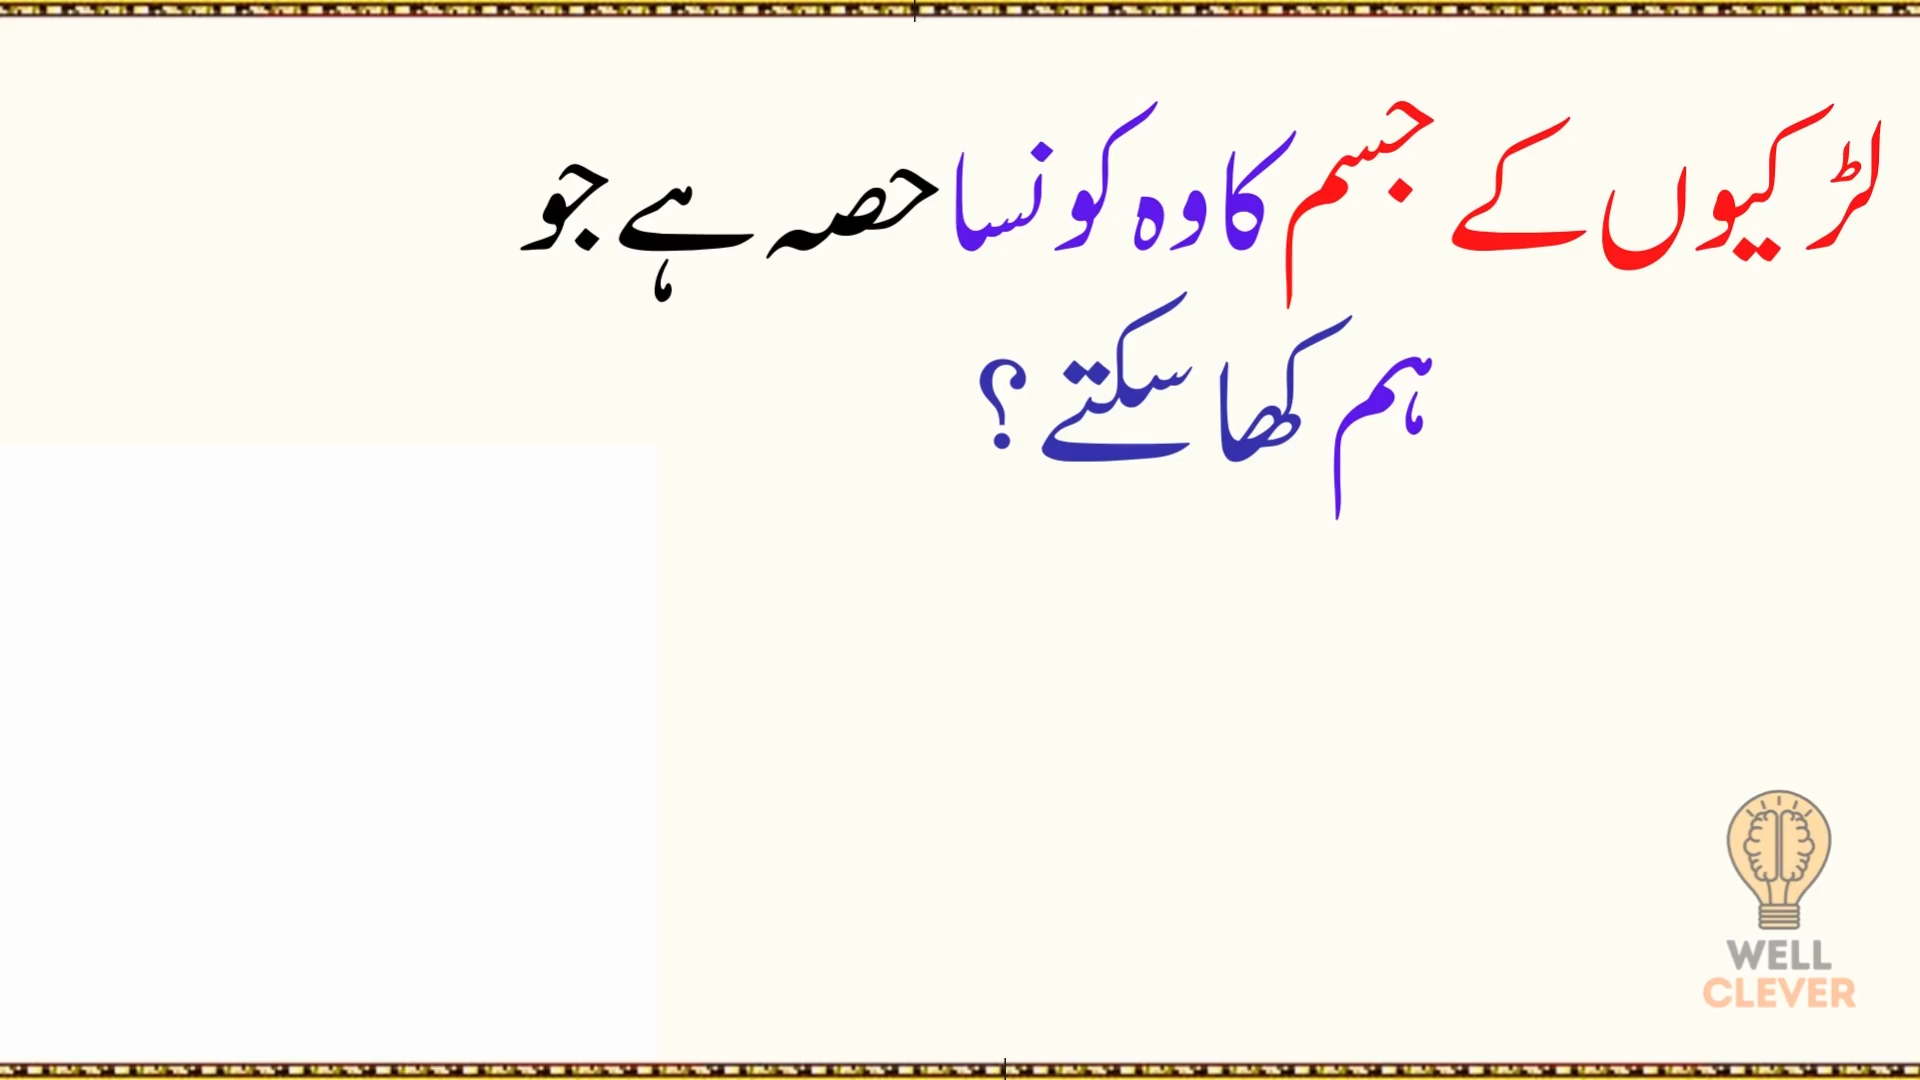 لڑکیوں کے جسم کا وہ کونسا حصہ ہے جو
ہم کھا سکتے ؟
WELL
CLEVER